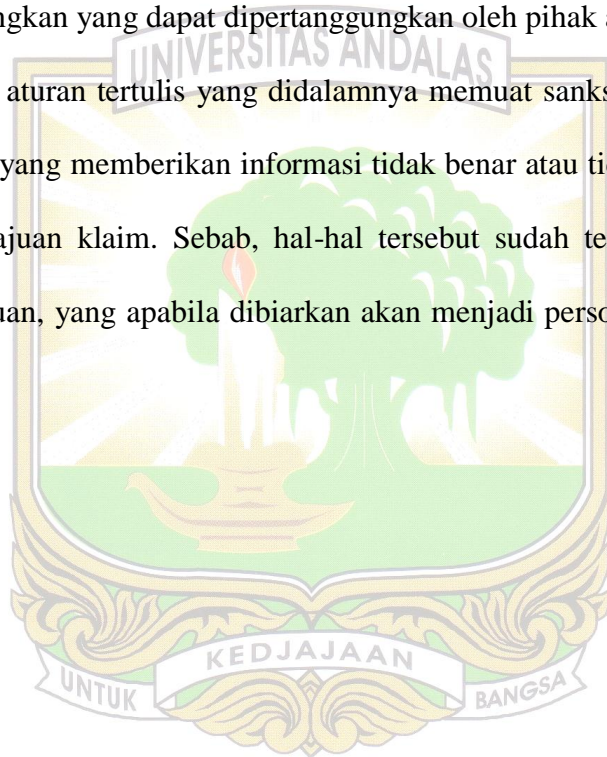 ngkan yang dapat dipertanggungkan oleh pihak a
UNIVERSITAS ANDALAS
aturan tertulis yang didalamnya memuat sanks
yang memberikan informasi tidak benar atau tid
ajuan klaim. Sebab, hal-hal tersebut sudah te
uan, yang apabila dibiarkan akan menjadi perso
KEDJAJAAN
UNTUK
BANGSA